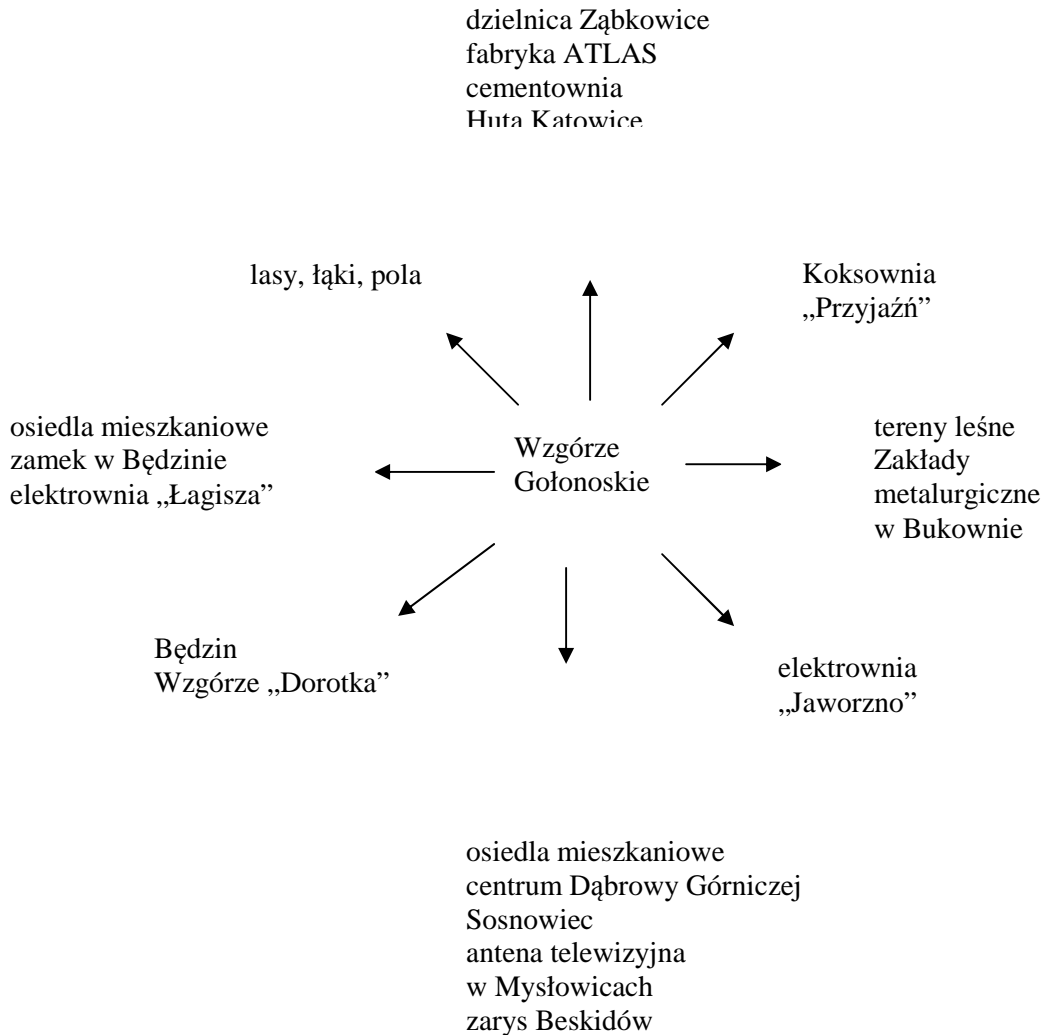 dzielnica Ząbkowice
fabryka ATLAS
cementownia
Huta Katowice
lasy, łąki, pola
Koksownia
„Przyjaźń”
osiedla mieszkaniowe
zamek w Będzinie
elektrownia „Łagisza”
Wzgórze
Gołonoskie
tereny leśne
Zakłady
metalurgiczne
w Bukownie
Będzin
Wzgórze „Dorotka”
elektrownia
„Jaworzno”
osiedla mieszkaniowe
centrum Dąbrowy Górniczej
Sosnowiec
antena telewizyjna
w Mysłowicach
zarys Beskidów